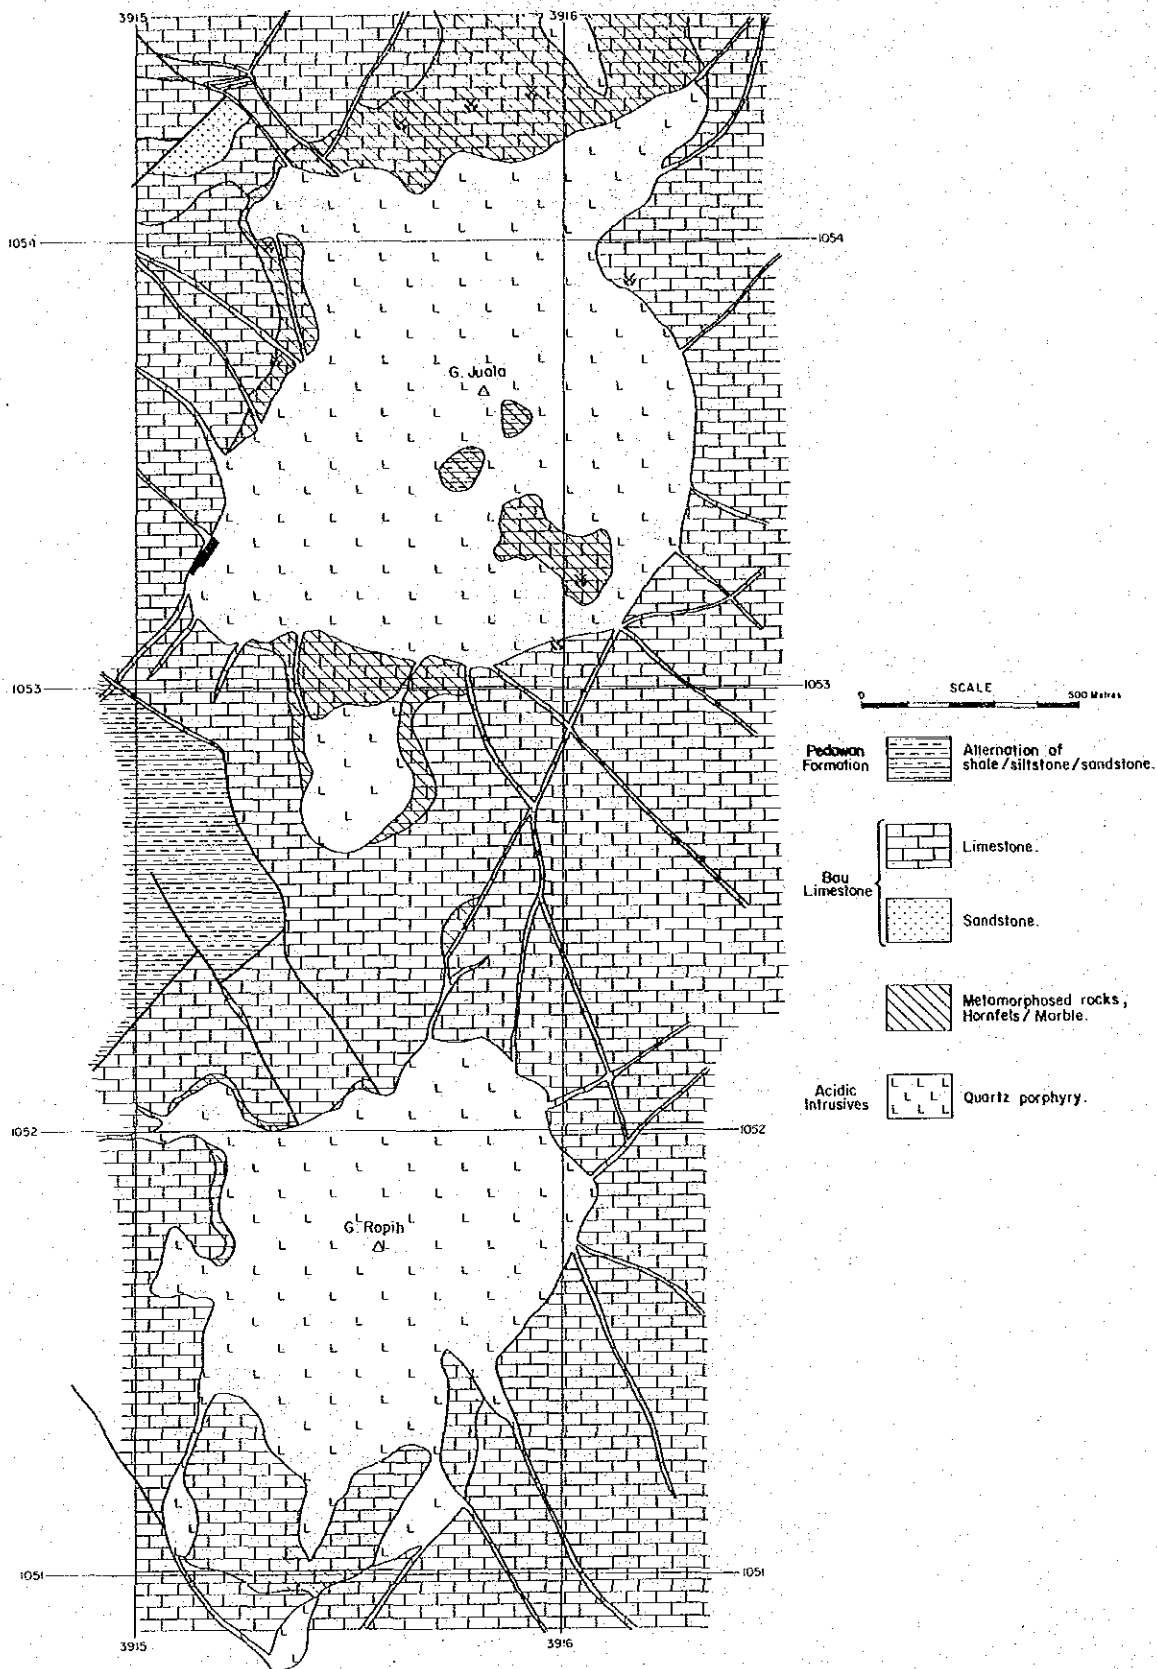 3915
3916
1054
1054
G. Juala
1053
1053
SCALE
0
500 Metres
Pedawan
Formation
Alternation of
shale/siltstone/sandstone.
Limestone.
Bau
Limestone
Sandstone.
Metamorphosed rocks,
Hornfels/Marble.
Acidic
Intrusives
Quartz porphyry.
1052
1052
G. Ropih
1051
1051
3915
3916